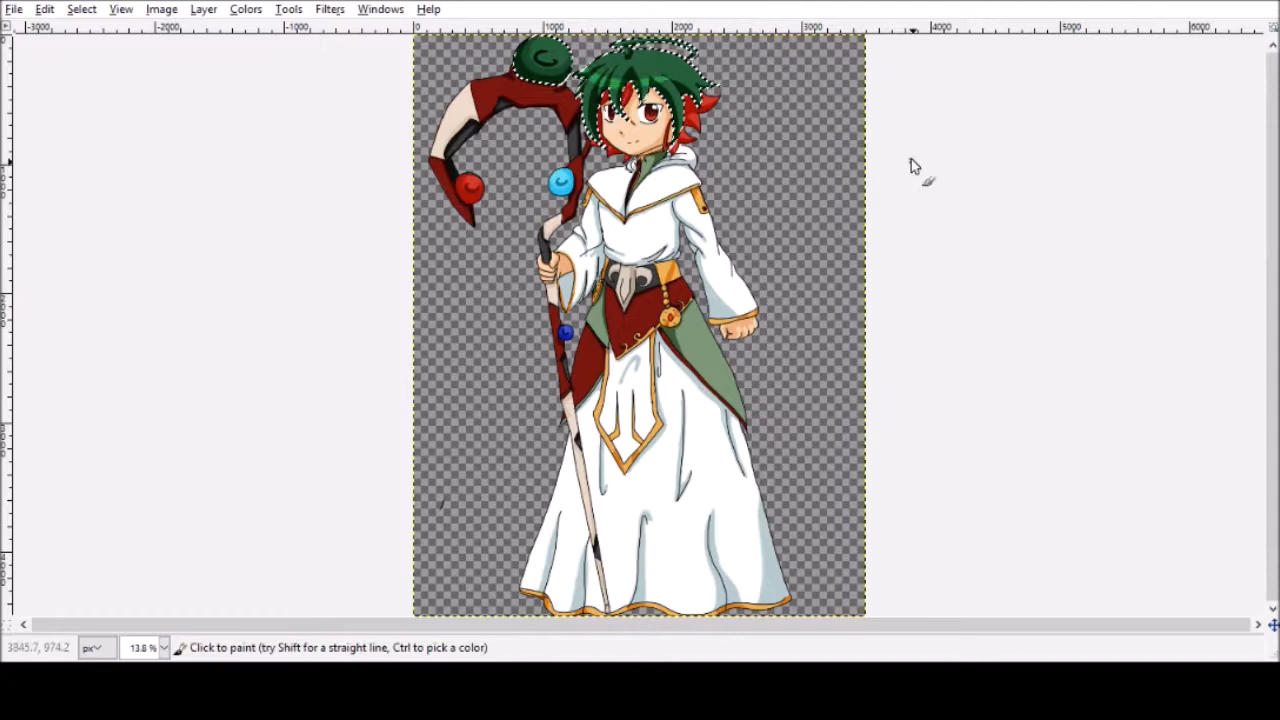 File Edit Select View Image Layer Colors Tools Filters Windows Help
-3000 -2000 -1000 0 1000 2000 3000 4000 5000 6000
3845.7, 974.2 px 13.8 % Click to paint (try Shift for a straight line, Ctrl to pick a color)